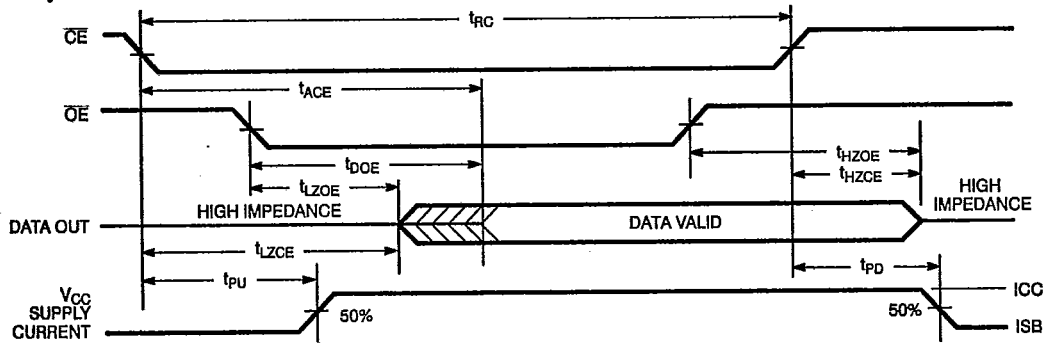 tRC
CE
tACE
OE
tDOE
tHZOE
tLZOE
tHZCE
HIGH IMPEDANCE
HIGH
IMPEDANCE
DATA OUT
DATA VALID
tLZCE
tPU
tPD
VCC
SUPPLY
CURRENT
50%
50%
ICC
ISB